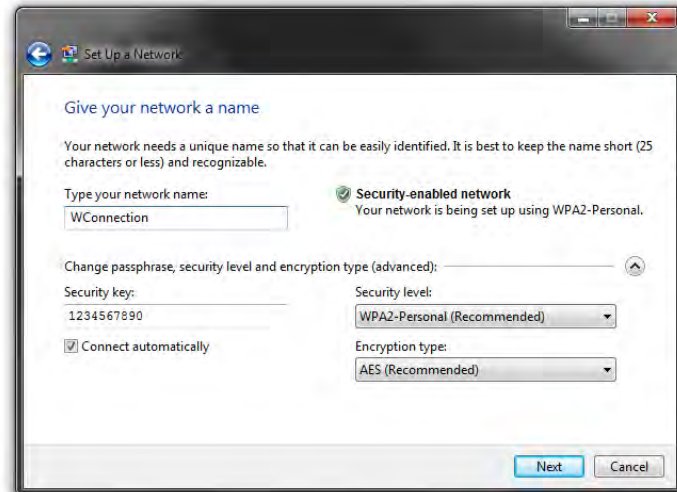 Set Up a Network
Give your network a name
Your network needs a unique name so that it can be easily identified. It is best to keep the name short (25
characters or less) and recognizable.
Type your network name:
WConnection
Security-enabled network
Your network is being set up using WPA2-Personal.
Change passphrase, security level and encryption type (advanced):
Security key:
1234567890
Connect automatically
Security level:
WPA2-Personal (Recommended)
Encryption type:
AES (Recommended)
Next
Cancel